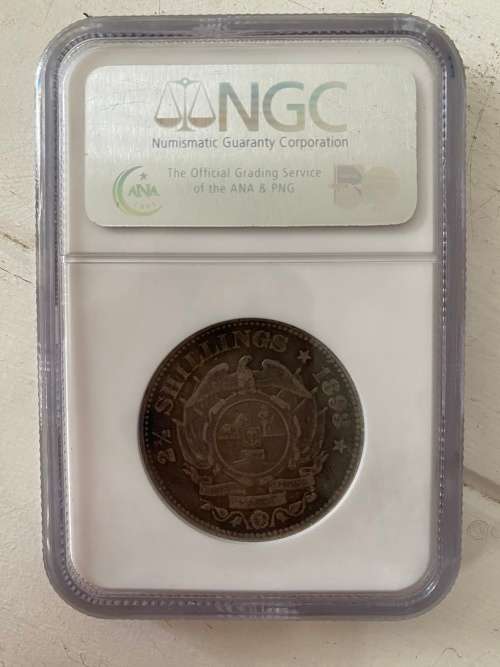 NGC
Numismatic Guaranty Corporation
The Official Grading Service
of the ANA & PNG
ANA
2½ SHILLINGS ★ 1893 ★